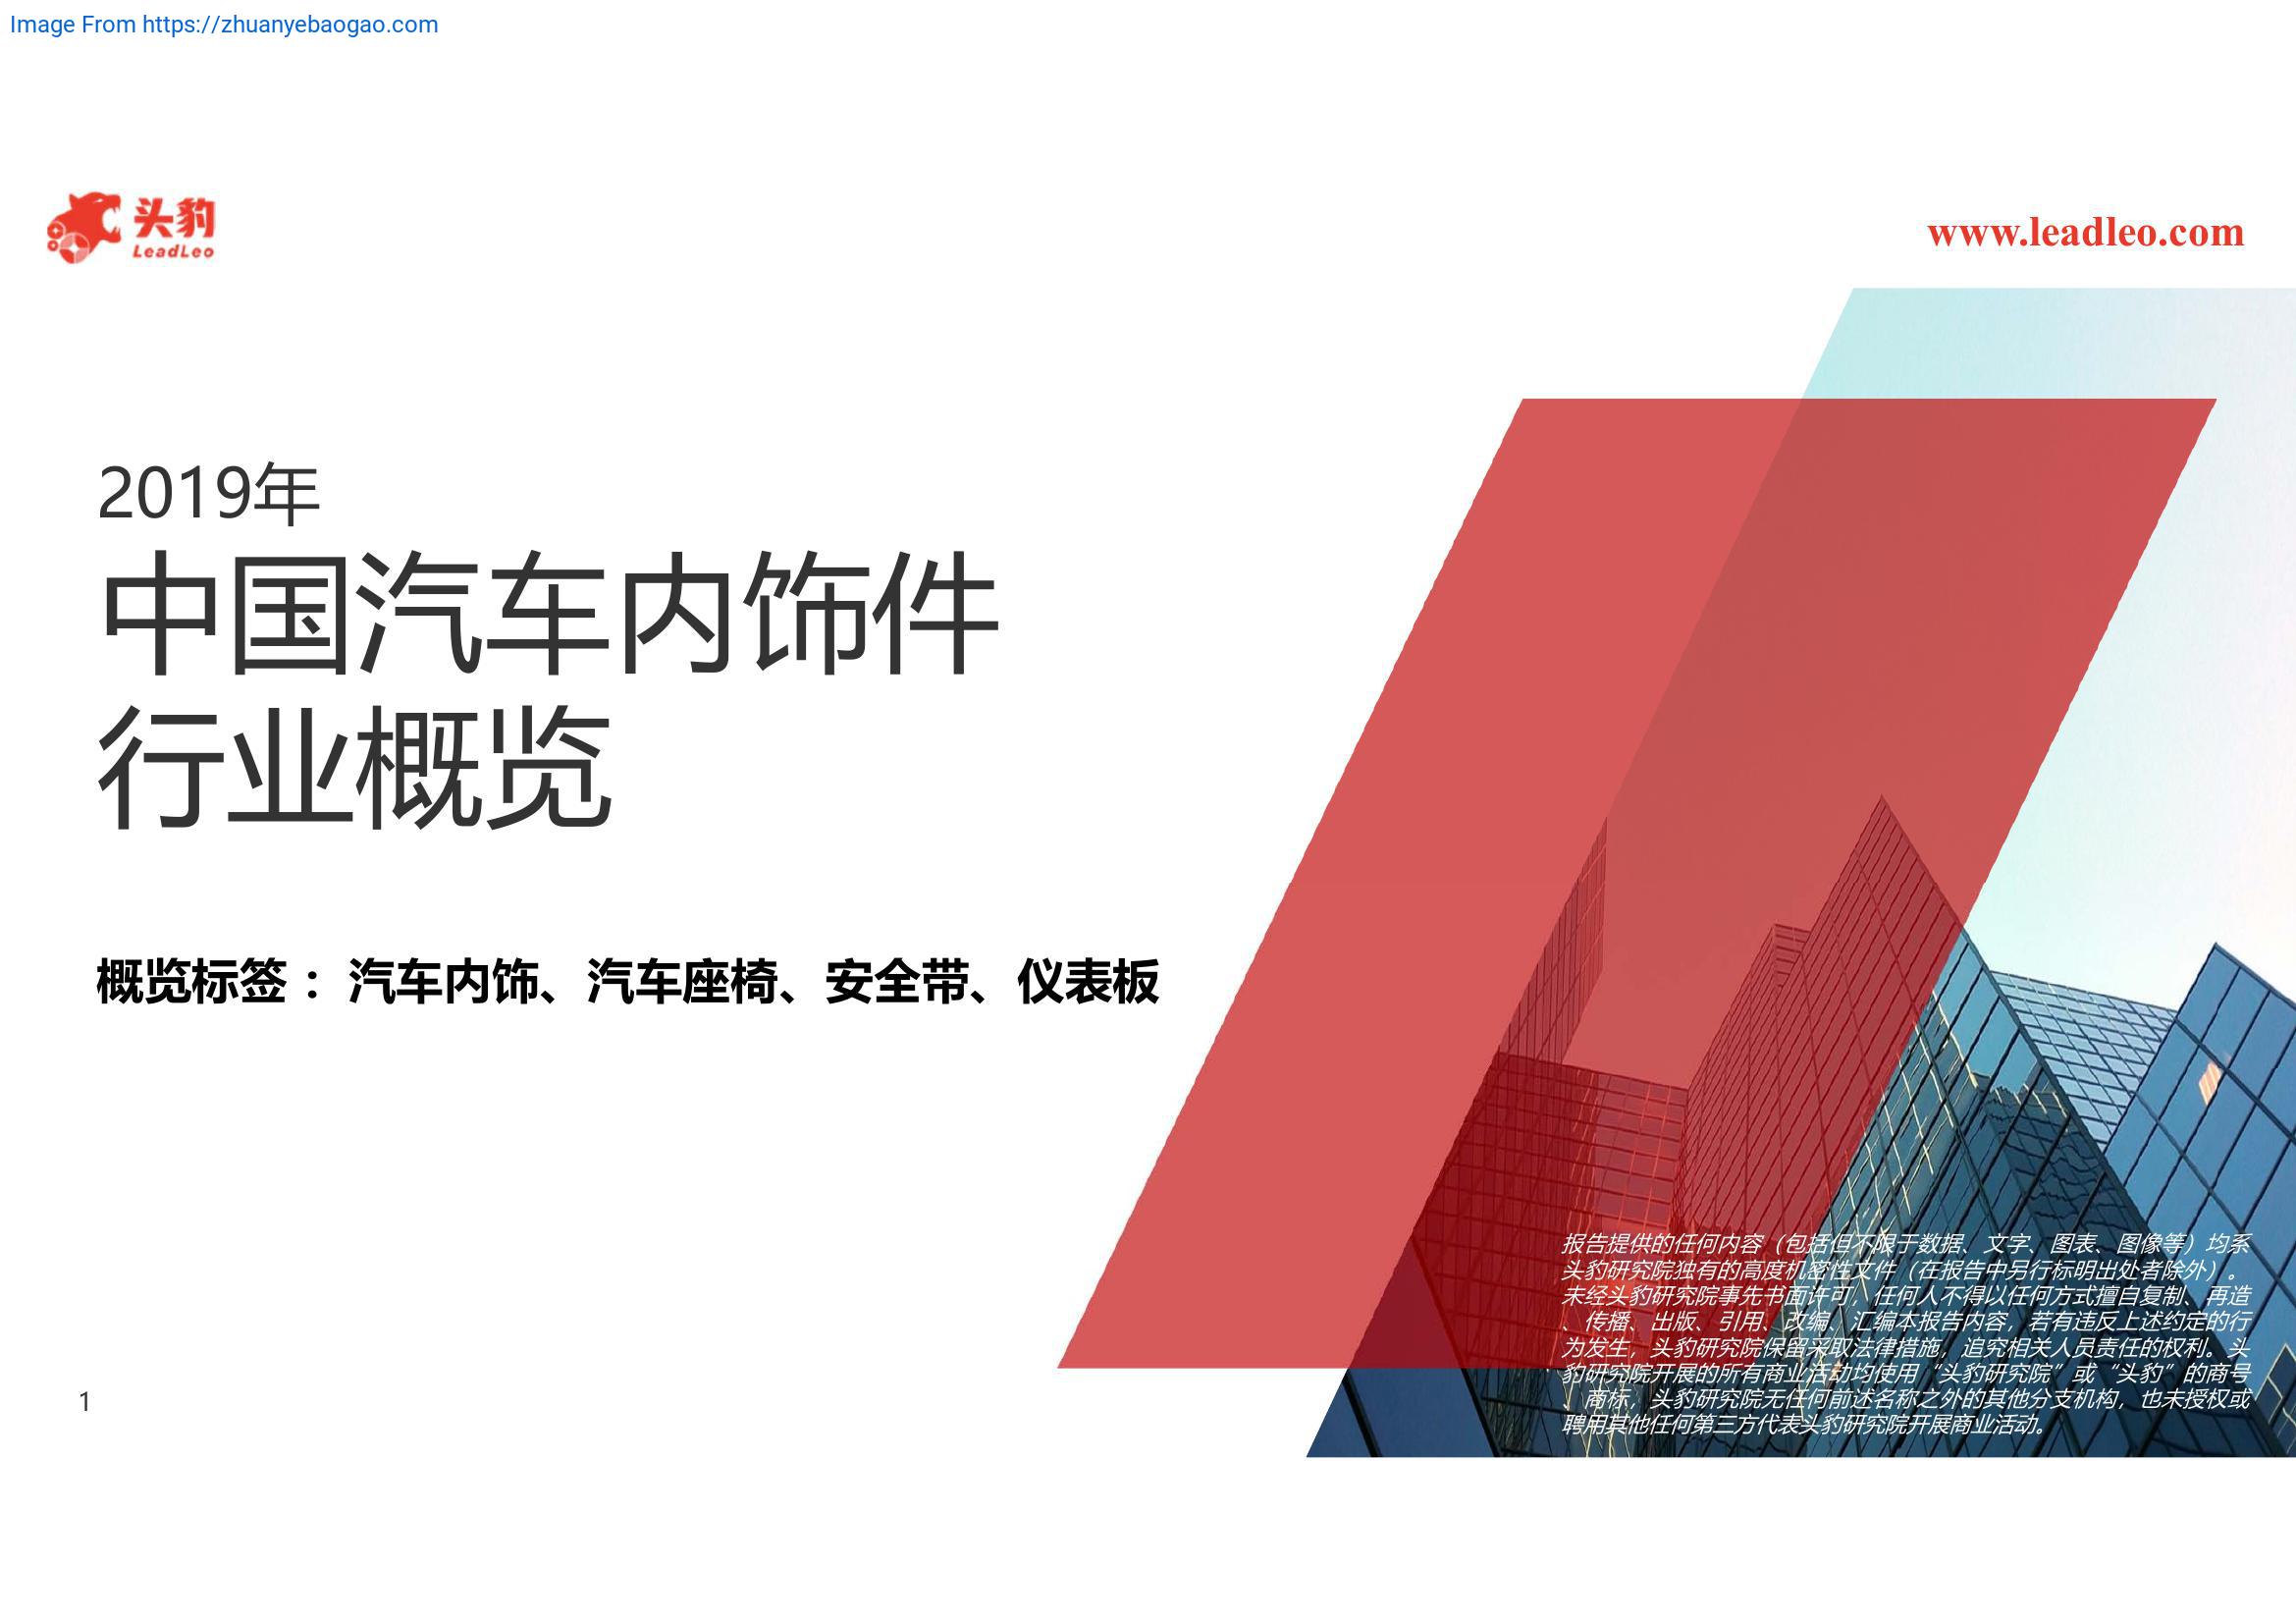 Image From https://zhuanyebaogao.com
头豹
LeadLeo
www.leadleo.com
2019年
中国汽车内饰件
行业概览
概览标签： 汽车内饰、汽车座椅、安全带、仪表板
报告提供的任何内容（包括但不限于数据、文字、图表、图像等）均系
头豹研究院独有的高度机密性文件（在报告中另行标明出处者除外）。
未经头豹研究院事先书面许可，任何人不得以任何方式擅自复制、再造
、传播、出版、引用、改编、汇编本报告内容，若有违反上述约定的行
为发生，头豹研究院保留采取法律措施，追究相关人员责任的权利。头
豹研究院开展的所有商业活动均使用“头豹研究院”或“头豹”的商号
、商标，头豹研究院无任何前述名称之外的其他分支机构，也未授权或
聘用其他任何第三方代表头豹研究院开展商业活动。
1